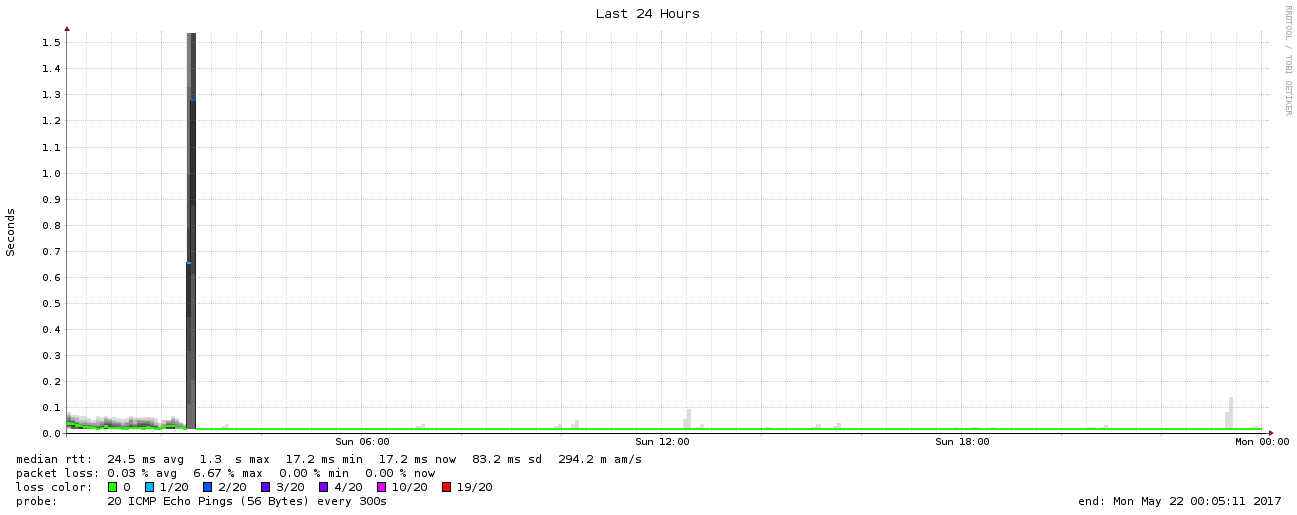 Last 24 Hours
RRDTOOL / TOBI OETIKER
Seconds
1.5
1.4
1.3
1.2
1.1
1.0
0.9
0.8
0.7
0.6
0.5
0.4
0.3
0.2
0.1
0.0
Sun 06:00 Sun 12:00 Sun 18:00 Mon 00:00
median rtt: 24.5 ms avg 1.3 s max 17.2 ms min 17.2 ms now 83.2 ms sd 294.2 m am/s
packet loss: 0.03 % avg 6.67 % max 0.00 % min 0.00 % now
loss color: 0 1/20 2/20 3/20 4/20 10/20 19/20
probe: 20 ICMP Echo Pings (56 Bytes) every 300s end: Mon May 22 00:05:11 2017